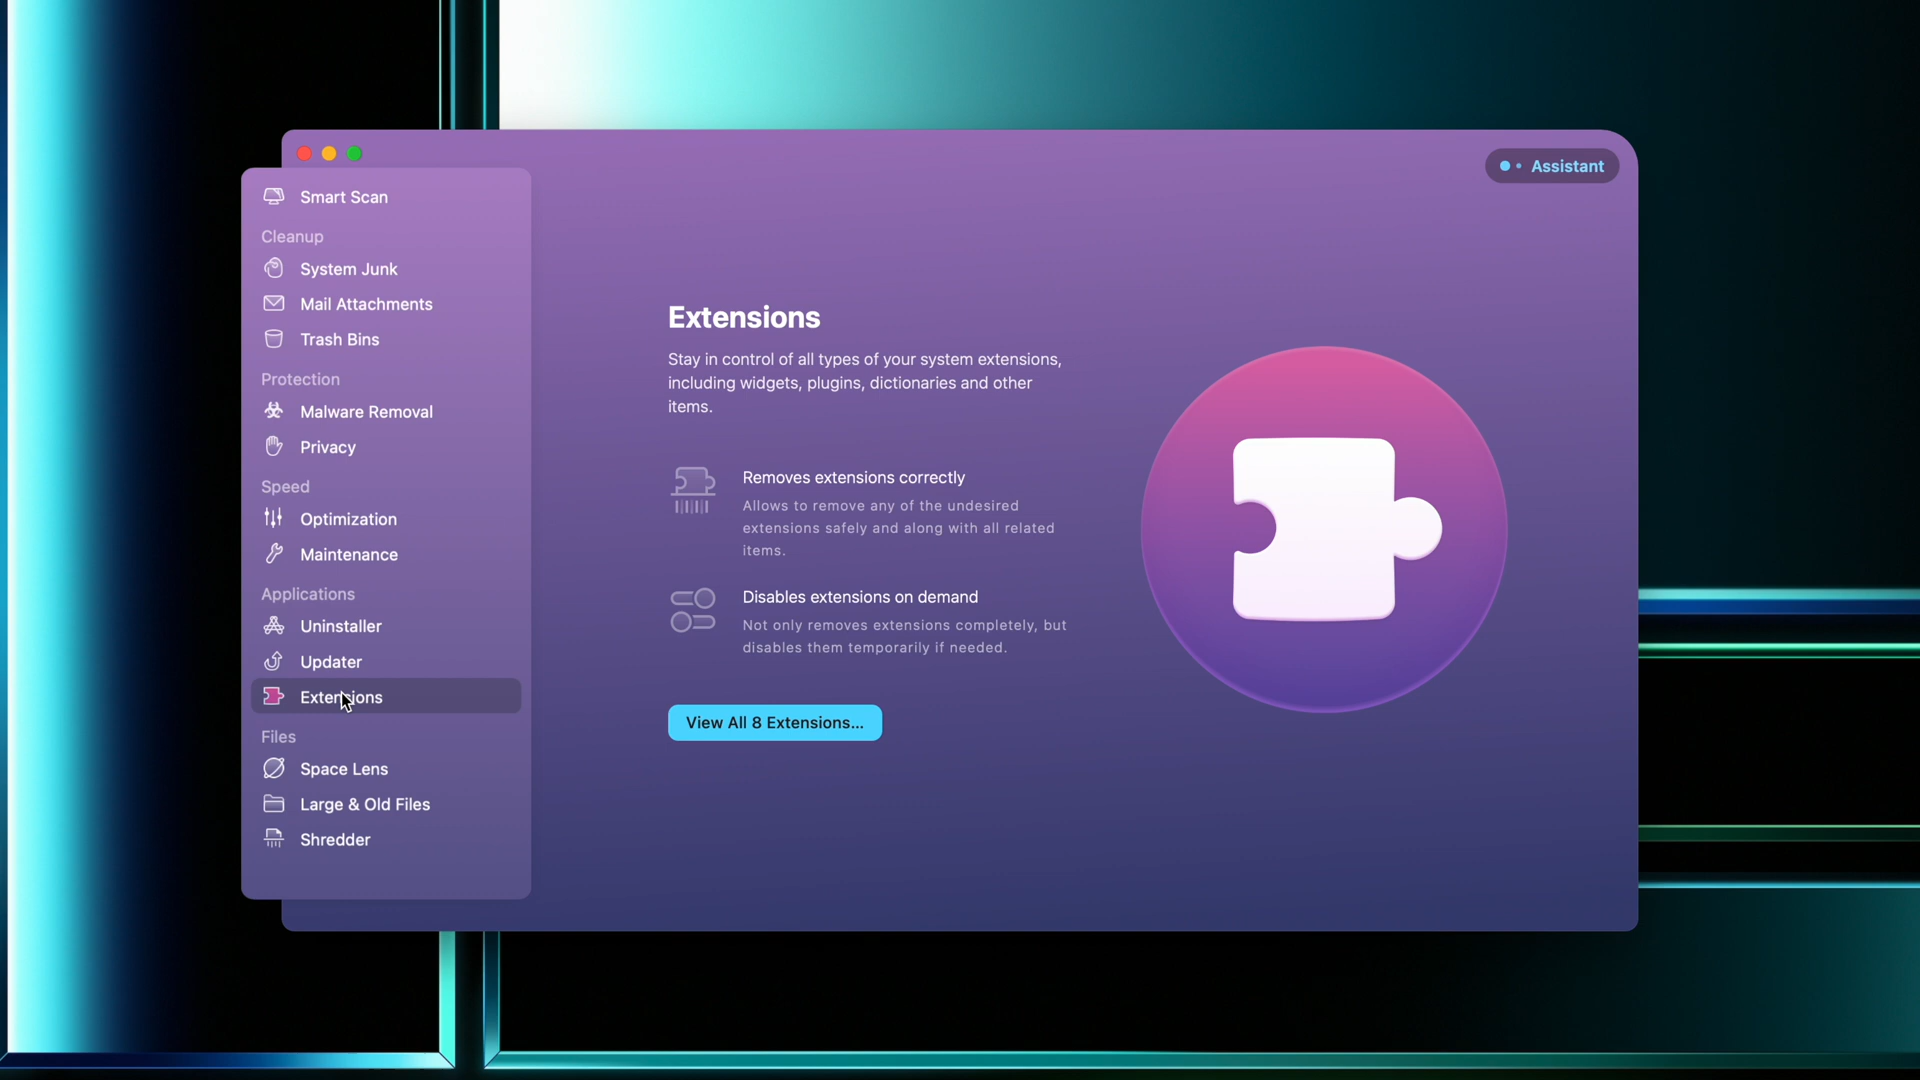 Assistant
Smart Scan
Cleanup
System Junk
Mail Attachments
Trash Bins
Protection
Malware Removal
Privacy
Speed
Optimization
Maintenance
Applications
Uninstaller
Updater
Extensions
Files
Space Lens
Large & Old Files
Shredder
Extensions
Stay in control of all types of your system extensions,
including widgets, plugins, dictionaries and other
items.
Removes extensions correctly
Allows to remove any of the undesired
extensions safely and along with all related
items.
Disables extensions on demand
Not only removes extensions completely, but
disables them temporarily if needed.
View All 8 Extensions...